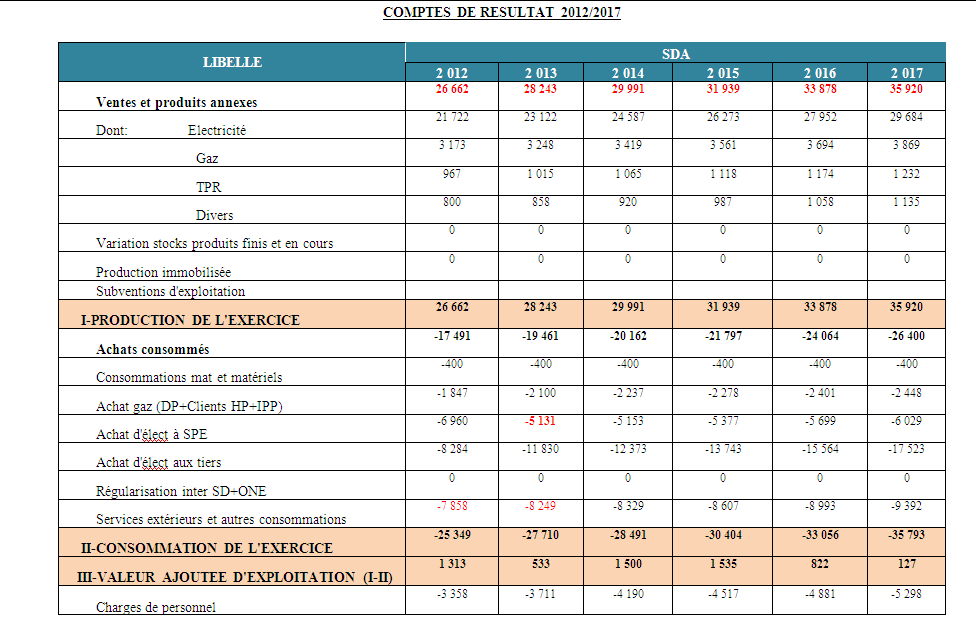 COMPTES DE RESULTAT 2012/2017
LIBELLE SDA
2 012 2 013 2 014 2 015 2 016 2 017
Ventes et produits annexes 26 662 28 243 29 991 31 939 33 878 35 920
Dont: Electricité 21 722 23 122 24 587 26 273 27 952 29 684
Gaz 3 173 3 248 3 419 3 561 3 694 3 869
TPR 967 1 015 1 065 1 118 1 174 1 232
Divers 800 858 920 987 1 058 1 135
Variation stocks produits finis et en cours 0 0 0 0 0 0
Production immobilisée 0 0 0 0 0 0
Subventions d'exploitation
I-PRODUCTION DE L'EXERCICE 26 662 28 243 29 991 31 939 33 878 35 920
Achats consommés -17 491 -19 461 -20 162 -21 797 -24 064 -26 400
Consommations mat et matériels -400 -400 -400 -400 -400 -400
Achat gaz (DP+Clients HP+IPP) -1 847 -2 100 -2 237 -2 278 -2 401 -2 448
Achat d'élect à SPE -6 960 -5 131 -5 153 -5 377 -5 699 -6 029
Achat d'élect aux tiers -8 284 -11 830 -12 373 -13 743 -15 564 -17 523
Régularisation inter SD+ONE 0 0 0 0 0 0
Services extérieurs et autres consommations -7 858 -8 249 -8 329 -8 607 -8 993 -9 392
II-CONSOMMATION DE L'EXERCICE -25 349 -27 710 -28 491 -30 404 -33 056 -35 793
III-VALEUR AJOUTEE D'EXPLOITATION (I-II) 1 313 533 1 500 1 535 822 127
Charges de personnel -3 358 -3 711 -4 190 -4 517 -4 881 -5 298